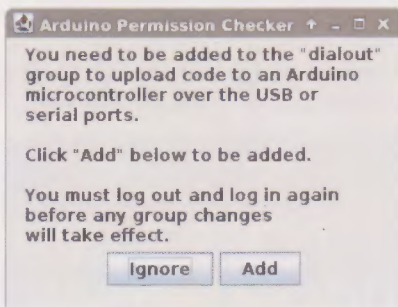 Arduino Permission Checker
You need to be added to the "dialout"
group to upload code to an Arduino
microcontroller over the USB or
serial ports.
Click "Add" below to be added.
You must log out and log in again
before any group changes
will take effect.
Ignore Add